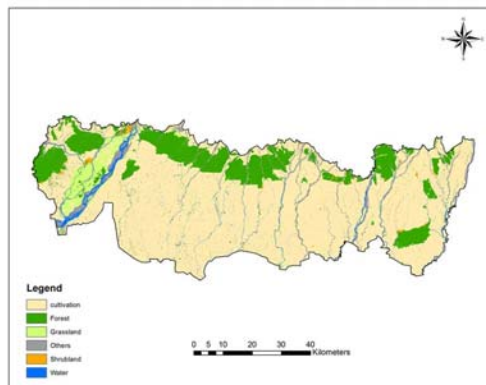 N
W E
S
Legend
cultivation
Forest
Grassland
Others
Shrubland
Water
0 5 10 20 30 40
Kilometers